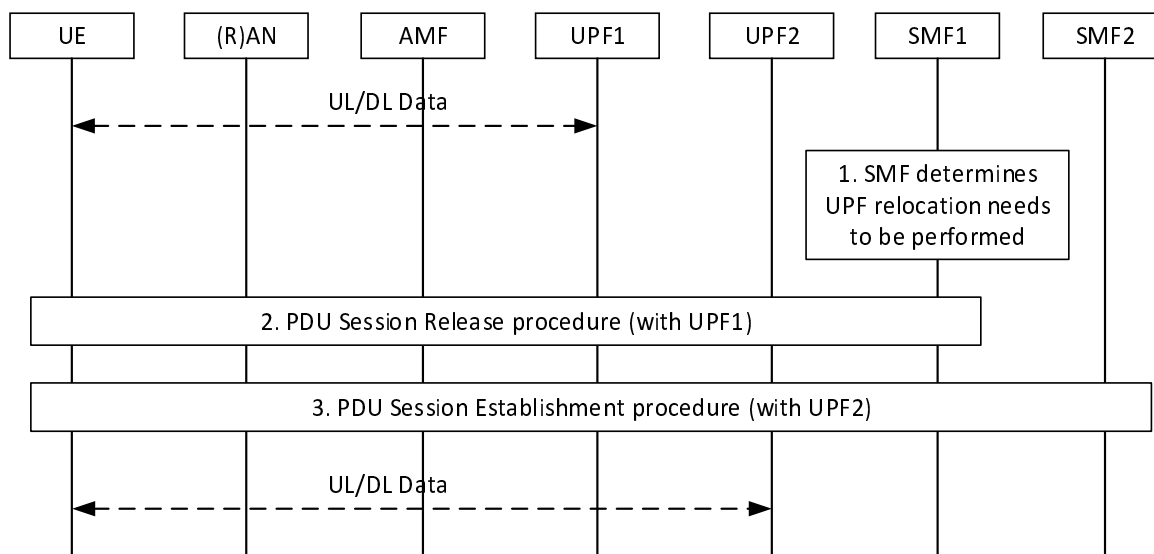 UE
(R)AN
AMF
UPF1
UPF2
SMF1
SMF2
UL/DL Data
1. SMF determines
UPF relocation needs
to be performed
2. PDU Session Release procedure (with UPF1)
3. PDU Session Establishment procedure (with UPF2)
UL/DL Data